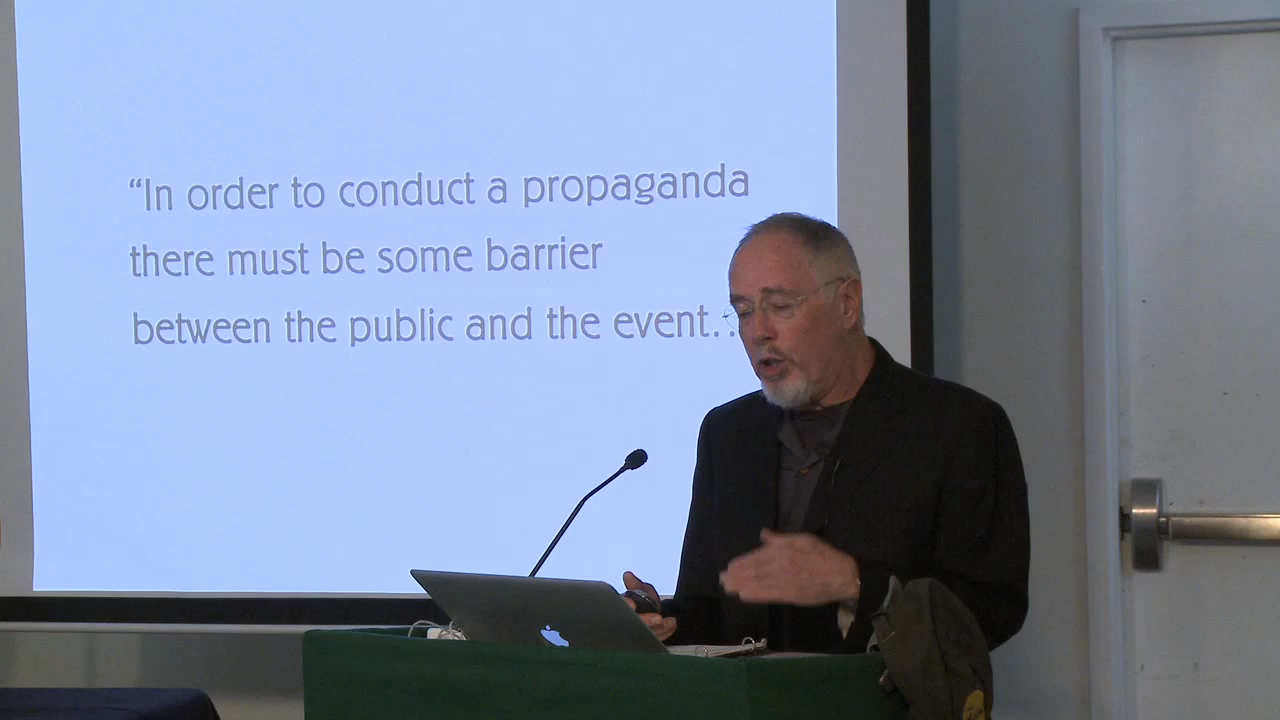 “In order to conduct a propaganda
there must be some barrier
between the public and the event. .